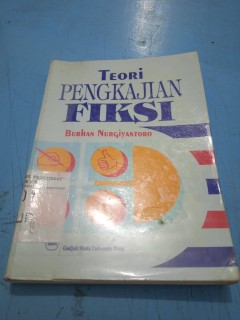 TEORI
PENGKAJIAN
FIKSI
BURHAN NURGIYANTORO
Gadjah Mada University Press